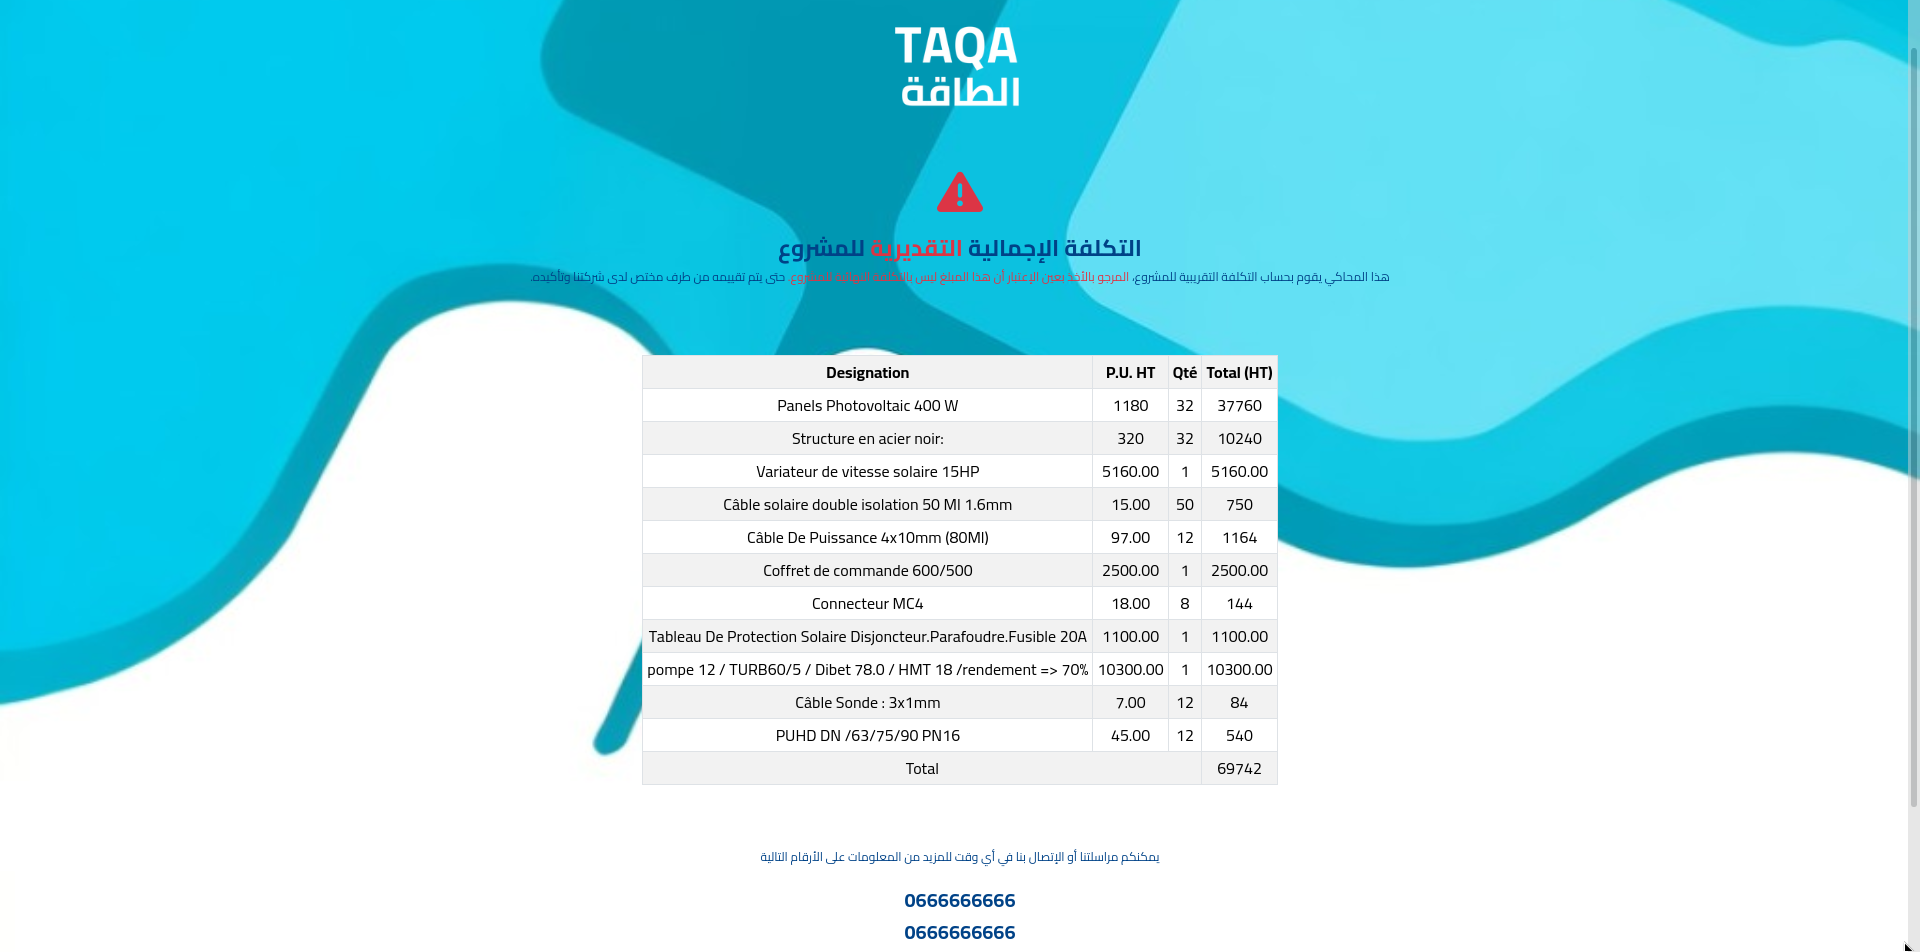 TAQA
الطاقة
التكلفة الإجمالية التقديرية للمشروع
هذا المحاكي يقوم بحساب التكلفة التقريبية للمشروع، المرجو بالأخذ بعين الإعتبار أن هذا المبلغ ليس بالتكلفة النهائية للمشروع، حتى يتم تقييمه من طرف مختص لدى شركتنا وتأكيده.
Designation P.U. HT Qté Total (HT)
Panels Photovoltaic 400 W 1180 32 37760
Structure en acier noir: 320 32 10240
Variateur de vitesse solaire 15HP 5160.00 1 5160.00
Câble solaire double isolation 50 Ml 1.6mm 15.00 50 750
Câble De Puissance 4x10mm (80Ml) 97.00 12 1164
Coffret de commande 600/500 2500.00 1 2500.00
Connecteur MC4 18.00 8 144
Tableau De Protection Solaire Disjoncteur.Parafoudre.Fusible 20A 1100.00 1 1100.00
pompe 12 / TURB60/5 / Dibet 78.0 / HMT 18 /rendement => 70% 10300.00 1 10300.00
Câble Sonde : 3x1mm 7.00 12 84
PUHD DN /63/75/90 PN16 45.00 12 540
Total 69742
يمكنكم مراسلتنا أو الإتصال بنا في أي وقت للمزيد من المعلومات على الأرقام التالية
0666666666
0666666666